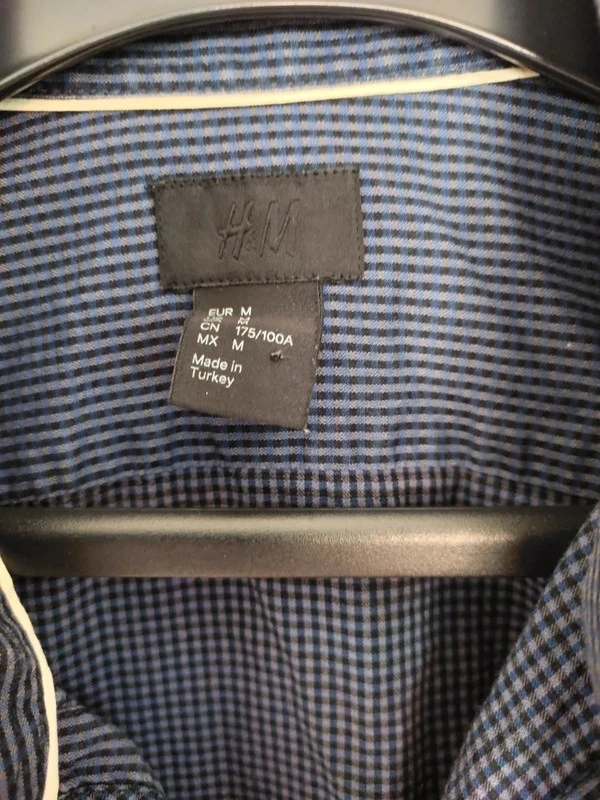 H&M
EUR M
CN 175/100A
MX M
Made in
Turkey